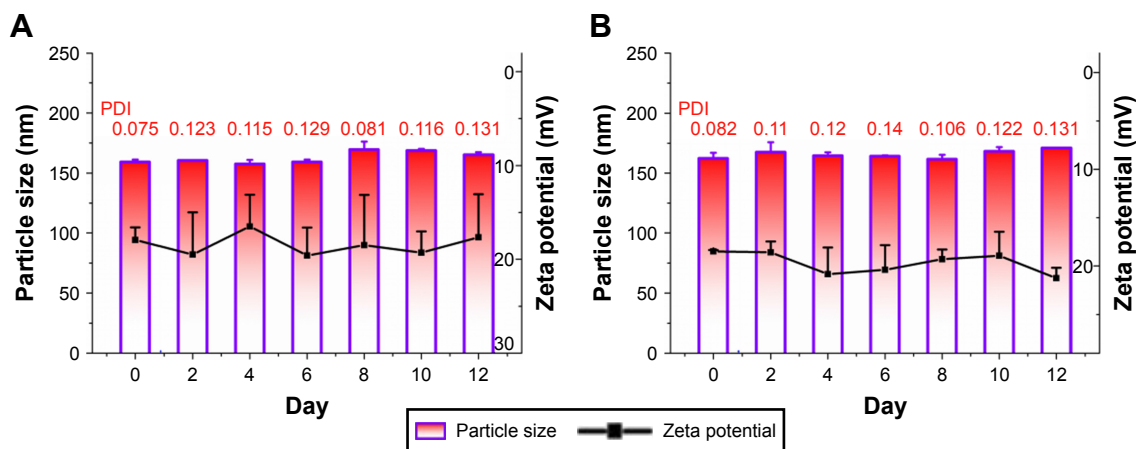 A
Particle size (nm)
250
200
150
100
50
0
PDI
0.075 0.123 0.115 0.129 0.081 0.116 0.131
0
10
20
30
Zeta potential (mV)
0 2 4 6 8 10 12
Day
B
Particle size (nm)
250
200
150
100
50
0
PDI
0.082 0.11 0.12 0.14 0.106 0.122 0.131
0
10
20
Zeta potential (mV)
0 2 4 6 8 10 12
Day
Particle size Zeta potential